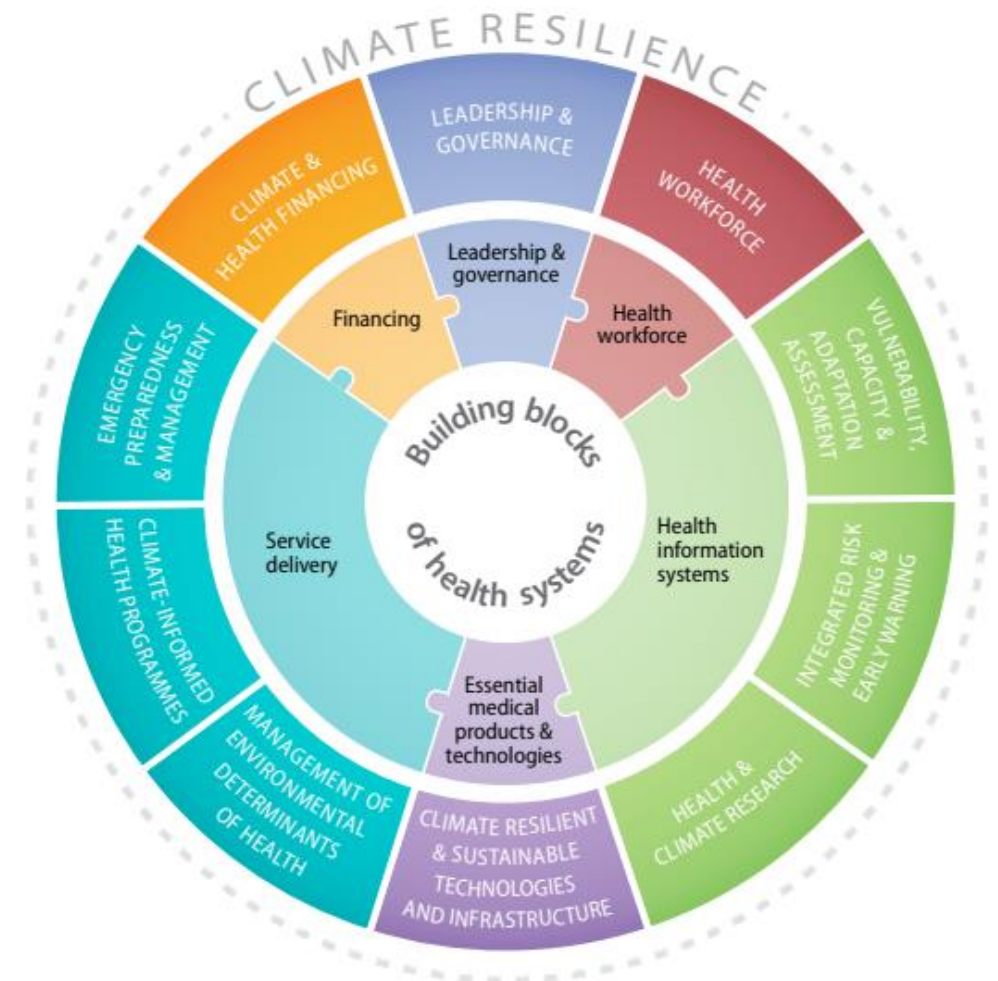 CLIMATE RESILIENCE
LEADERSHIP &
GOVERNANCE
HEALTH
WORKFORCE
VULNERABILITY,
CAPACITY &
ADAPTATION
ASSESSMENT
INTEGRATED RISK
MONITORING &
EARLY WARNING
HEALTH &
CLIMATE RESEARCH
CLIMATE RESILIENT
& SUSTAINABLE
TECHNOLOGIES
AND INFRASTRUCTURE
MANAGEMENT OF
ENVIRONMENTAL
DETERMINANTS
OF HEALTH
CLIMATE-INFORMED
HEALTH PROGRAMMES
EMERGENCY
PREPAREDNESS
& MANAGEMENT
CLIMATE &
HEALTH FINANCING
Leadership &
governance
Health
workforce
Health
information
systems
Essential
medical
products &
technologies
Service
delivery
Financing
Building blocks
of health systems